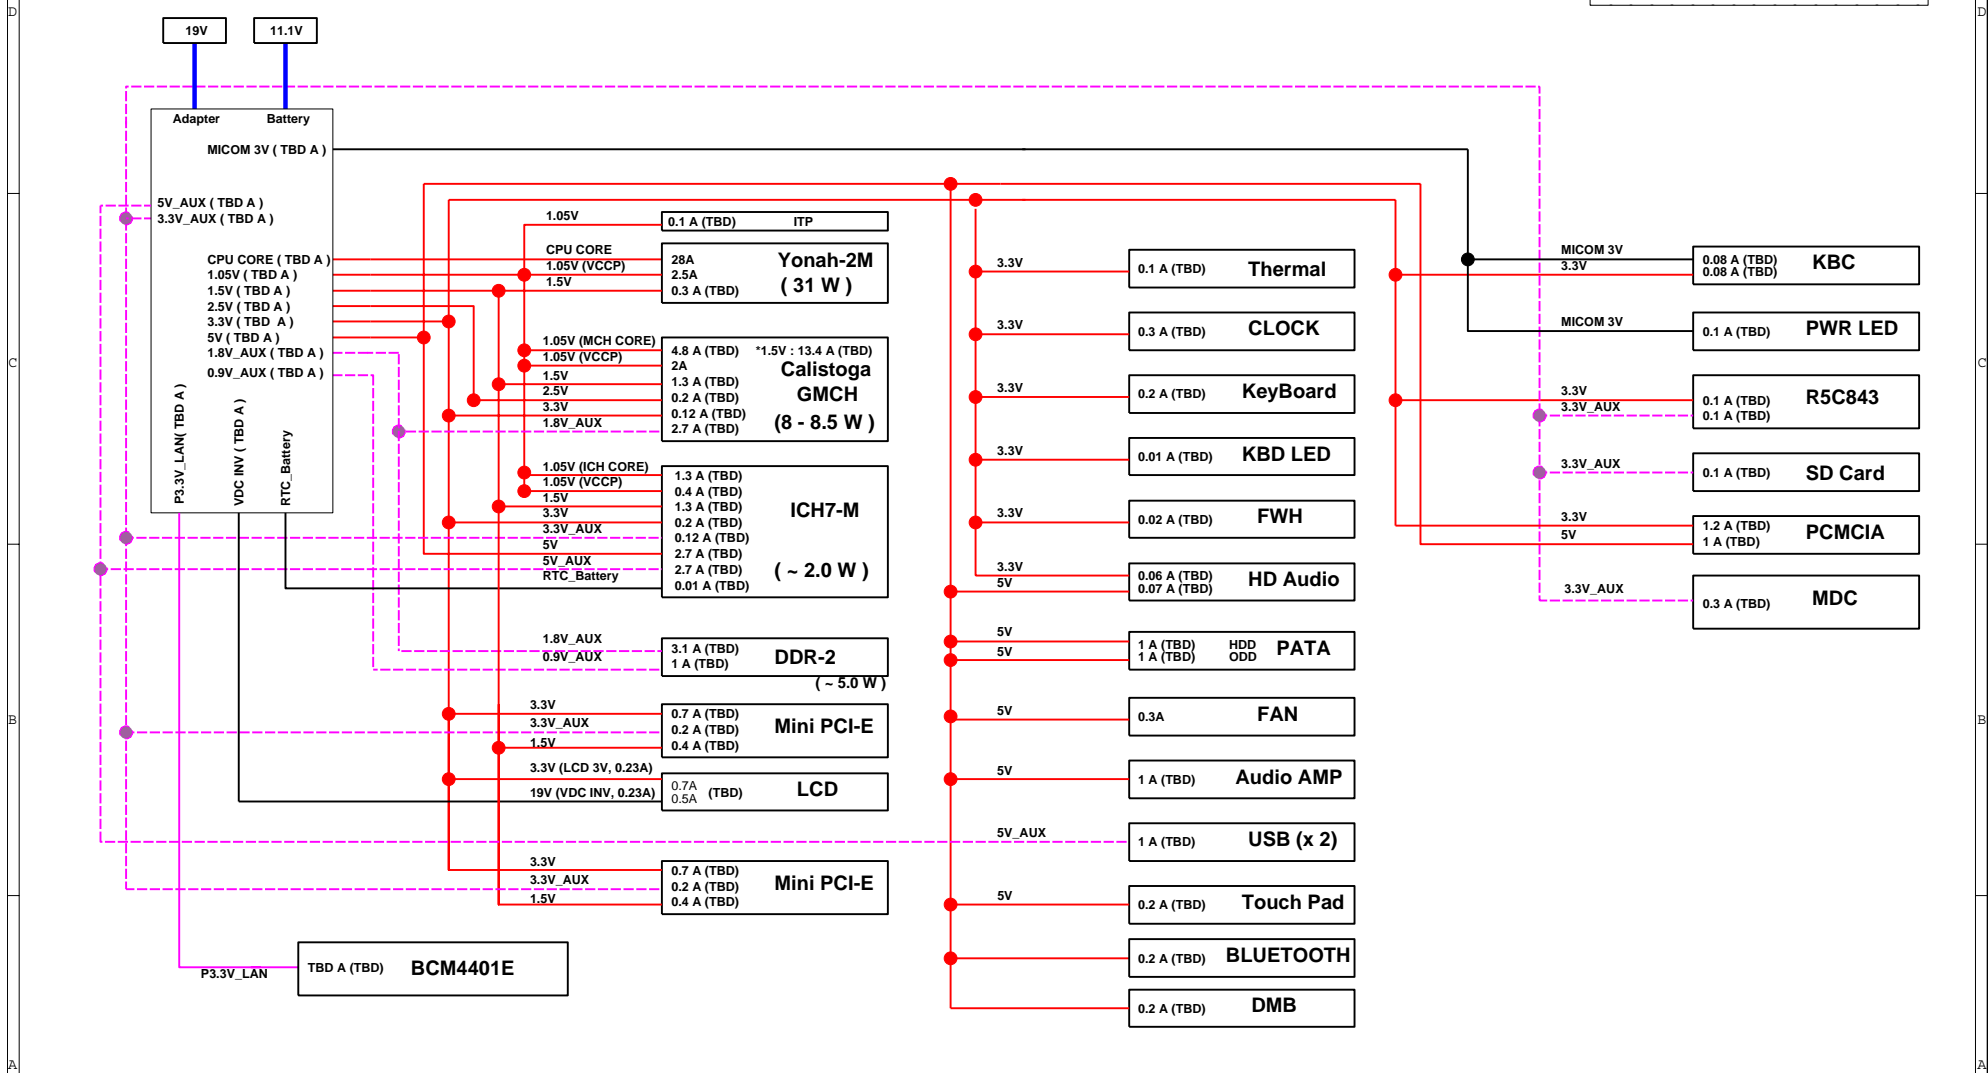 D
D
19V
11.1V
Adapter
Battery
MICOM 3V ( TBD A )
5V_AUX ( TBD A )
3.3V_AUX ( TBD A )
CPU CORE ( TBD A )
1.05V ( TBD A )
1.5V ( TBD A )
2.5V ( TBD A )
3.3V ( TBD A )
5V ( TBD A )
1.8V_AUX ( TBD A )
0.9V_AUX ( TBD A )
P3.3V_LAN( TBD A )
VDC INV ( TBD A )
RTC_Battery
1.05V
0.1 A (TBD)
ITP
CPU CORE
1.05V (VCCP)
1.5V
28A
2.5A
0.3 A (TBD)
Yonah-2M
( 31 W )
1.05V (MCH CORE)
1.05V (VCCP)
1.5V
2.5V
3.3V
1.8V_AUX
4.8 A (TBD)
*1.5V : 13.4 A (TBD)
2A
1.3 A (TBD)
0.2 A (TBD)
0.12 A (TBD)
2.7 A (TBD)
Calistoga
GMCH
(8 - 8.5 W )
1.05V (ICH CORE)
1.05V (VCCP)
1.5V
3.3V
3.3V_AUX
5V
5V_AUX
RTC_Battery
1.3 A (TBD)
0.4 A (TBD)
1.3 A (TBD)
0.2 A (TBD)
0.12 A (TBD)
2.7 A (TBD)
2.7 A (TBD)
0.01 A (TBD)
ICH7-M
( ~ 2.0 W )
1.8V_AUX
0.9V_AUX
3.1 A (TBD)
1 A (TBD)
DDR-2
( ~ 5.0 W )
3.3V
3.3V_AUX
1.5V
0.7 A (TBD)
0.2 A (TBD)
0.4 A (TBD)
Mini PCI-E
3.3V (LCD 3V, 0.23A)
19V (VDC INV, 0.23A)
0.7A
0.5A
(TBD)
LCD
3.3V
3.3V_AUX
1.5V
0.7 A (TBD)
0.2 A (TBD)
0.4 A (TBD)
Mini PCI-E
P3.3V_LAN
TBD A (TBD)
BCM4401E
3.3V
0.1 A (TBD)
Thermal
3.3V
0.3 A (TBD)
CLOCK
3.3V
0.2 A (TBD)
KeyBoard
3.3V
0.01 A (TBD)
KBD LED
3.3V
0.02 A (TBD)
FWH
3.3V
5V
0.06 A (TBD)
0.07 A (TBD)
HD Audio
5V
5V
1 A (TBD) HDD
1 A (TBD) ODD
PATA
5V
0.3A
FAN
5V
1 A (TBD)
Audio AMP
5V_AUX
1 A (TBD)
USB (x 2)
5V
0.2 A (TBD)
Touch Pad
0.2 A (TBD)
BLUETOOTH
0.2 A (TBD)
DMB
MICOM 3V
3.3V
0.08 A (TBD)
0.08 A (TBD)
KBC
MICOM 3V
0.1 A (TBD)
PWR LED
3.3V
3.3V_AUX
0.1 A (TBD)
0.1 A (TBD)
R5C843
3.3V_AUX
0.1 A (TBD)
SD Card
3.3V
5V
1.2 A (TBD)
1 A (TBD)
PCMCIA
3.3V_AUX
0.3 A (TBD)
MDC
C
C
B
B
A
A